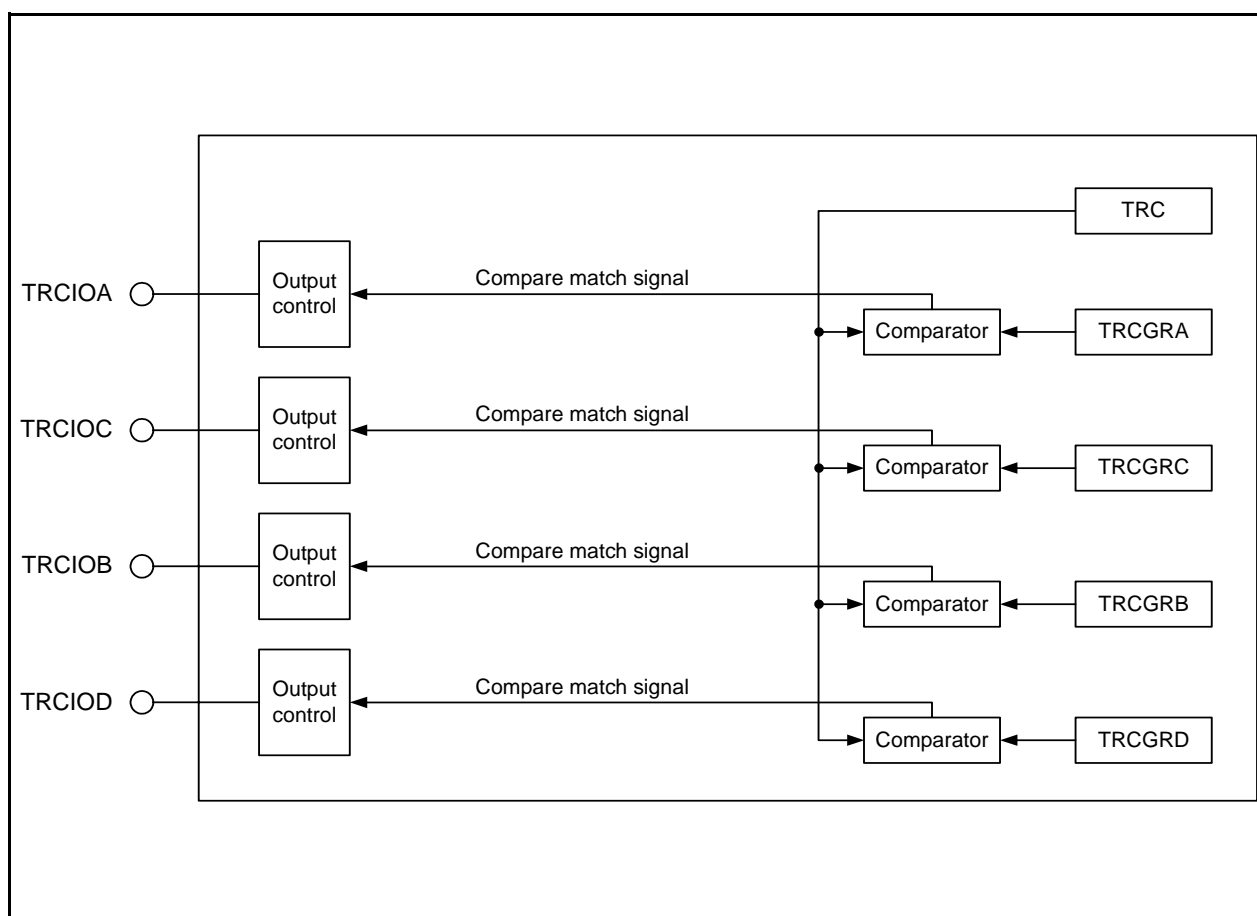 TRC
Compare match signal
TRCIOA
Output
control
Comparator
TRCGRA
Compare match signal
TRCIOC
Output
control
Comparator
TRCGRC
Compare match signal
TRCIOB
Output
control
Comparator
TRCGRB
Compare match signal
TRCIOD
Output
control
Comparator
TRCGRD